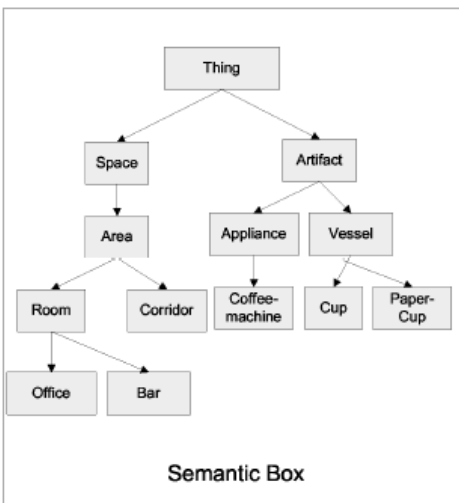 Thing
Space
Artifact
Area
Appliance
Vessel
Room
Corridor
Coffee-
machine
Cup
Paper-
Cup
Office
Bar
Semantic Box